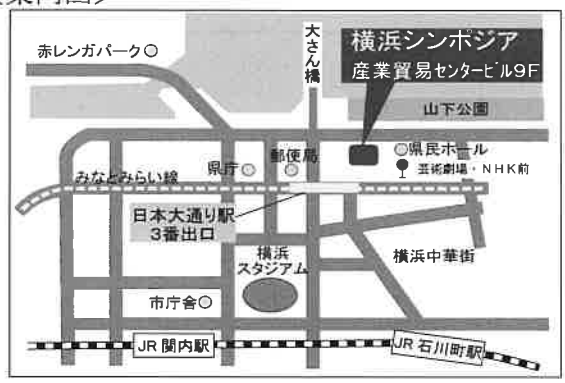 赤レンガパーク
大さん橋
横浜シンポジア
産業貿易センタービル9F
山下公園
県庁
郵便局
県民ホール
芸術劇場・NHK前
みなとみらい線
日本大通り駅
3番出口
横浜
スタジアム
横浜中華街
市庁舎
JR 関内駅
JR 石川町駅